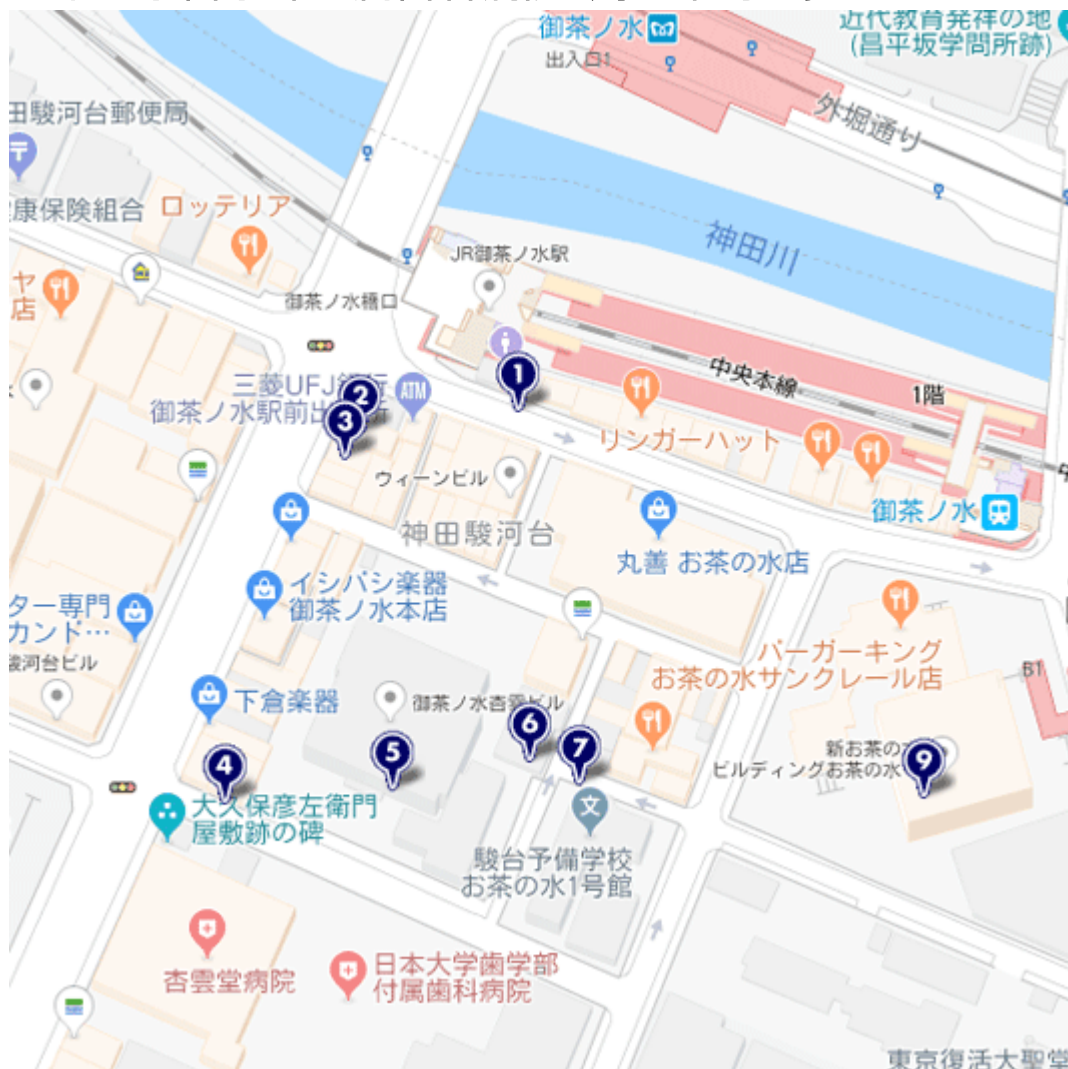 御茶ノ水
出入口1
近代教育発祥の地
(昌平坂学問所跡)
外堀通り
田駿河台郵便局
康保険組合
ロッテリア
神田川
JR御茶ノ水駅
御茶ノ水橋口
ヤ
店
中央本線
1階
1
三菱UFJ銀行
御茶ノ水駅前出
ATM
2
3
リンガーハット
ウィーンビル
御茶ノ水
神田駿河台
丸善 お茶の水店
イシバシ楽器
御茶ノ水本店
ター専門
カンド…
駿河台ビル
バーガーキング
お茶の水サンクレール店
B1
下倉楽器
御茶ノ水杏雲ビル
6
7
4
5
新お茶の水
ビルディングお茶の水
9
大久保彦左衛門
屋敷跡の碑
文
駿台予備学校
お茶の水1号館
杏雲堂病院
日本大学歯学部
付属歯科病院
東京復活大聖堂